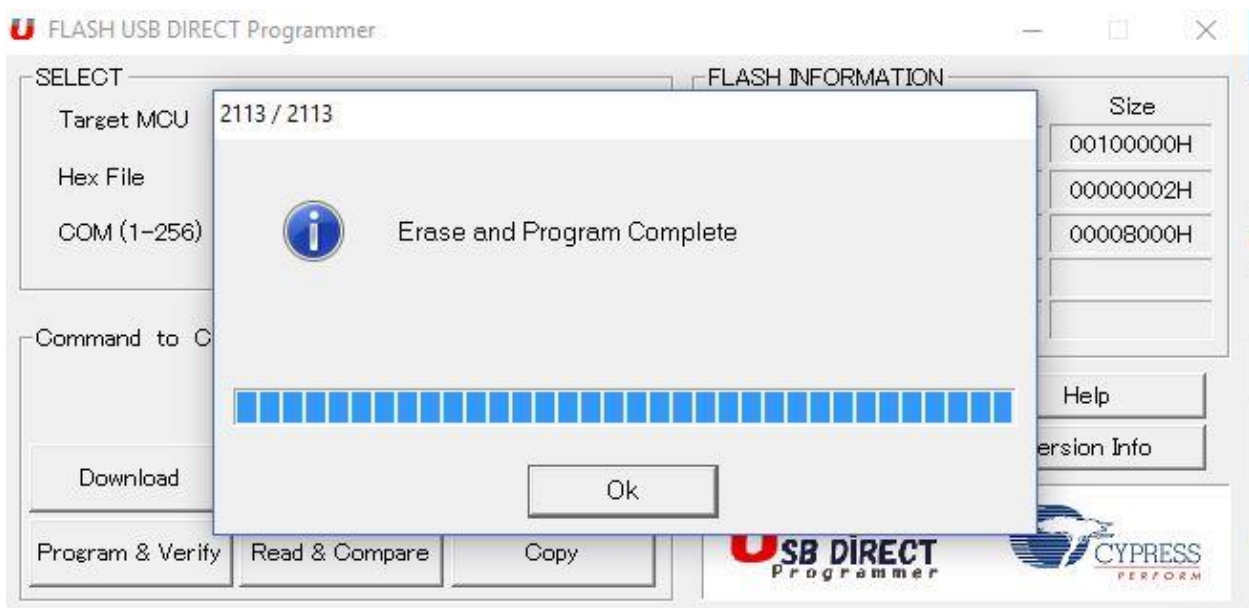 FLASH USB DIRECT Programmer
SELECT
FLASH INFORMATION
Target MCU
2113 / 2113
Size
00100000H
Hex File
00000002H
COM (1-256)
Erase and Program Complete
00008000H
Command to C
Help
ersion Info
Download
Ok
Program & Verify
Read & Compare
Copy
USB DIRECT
Programmer
CYPRESS
PERFORM